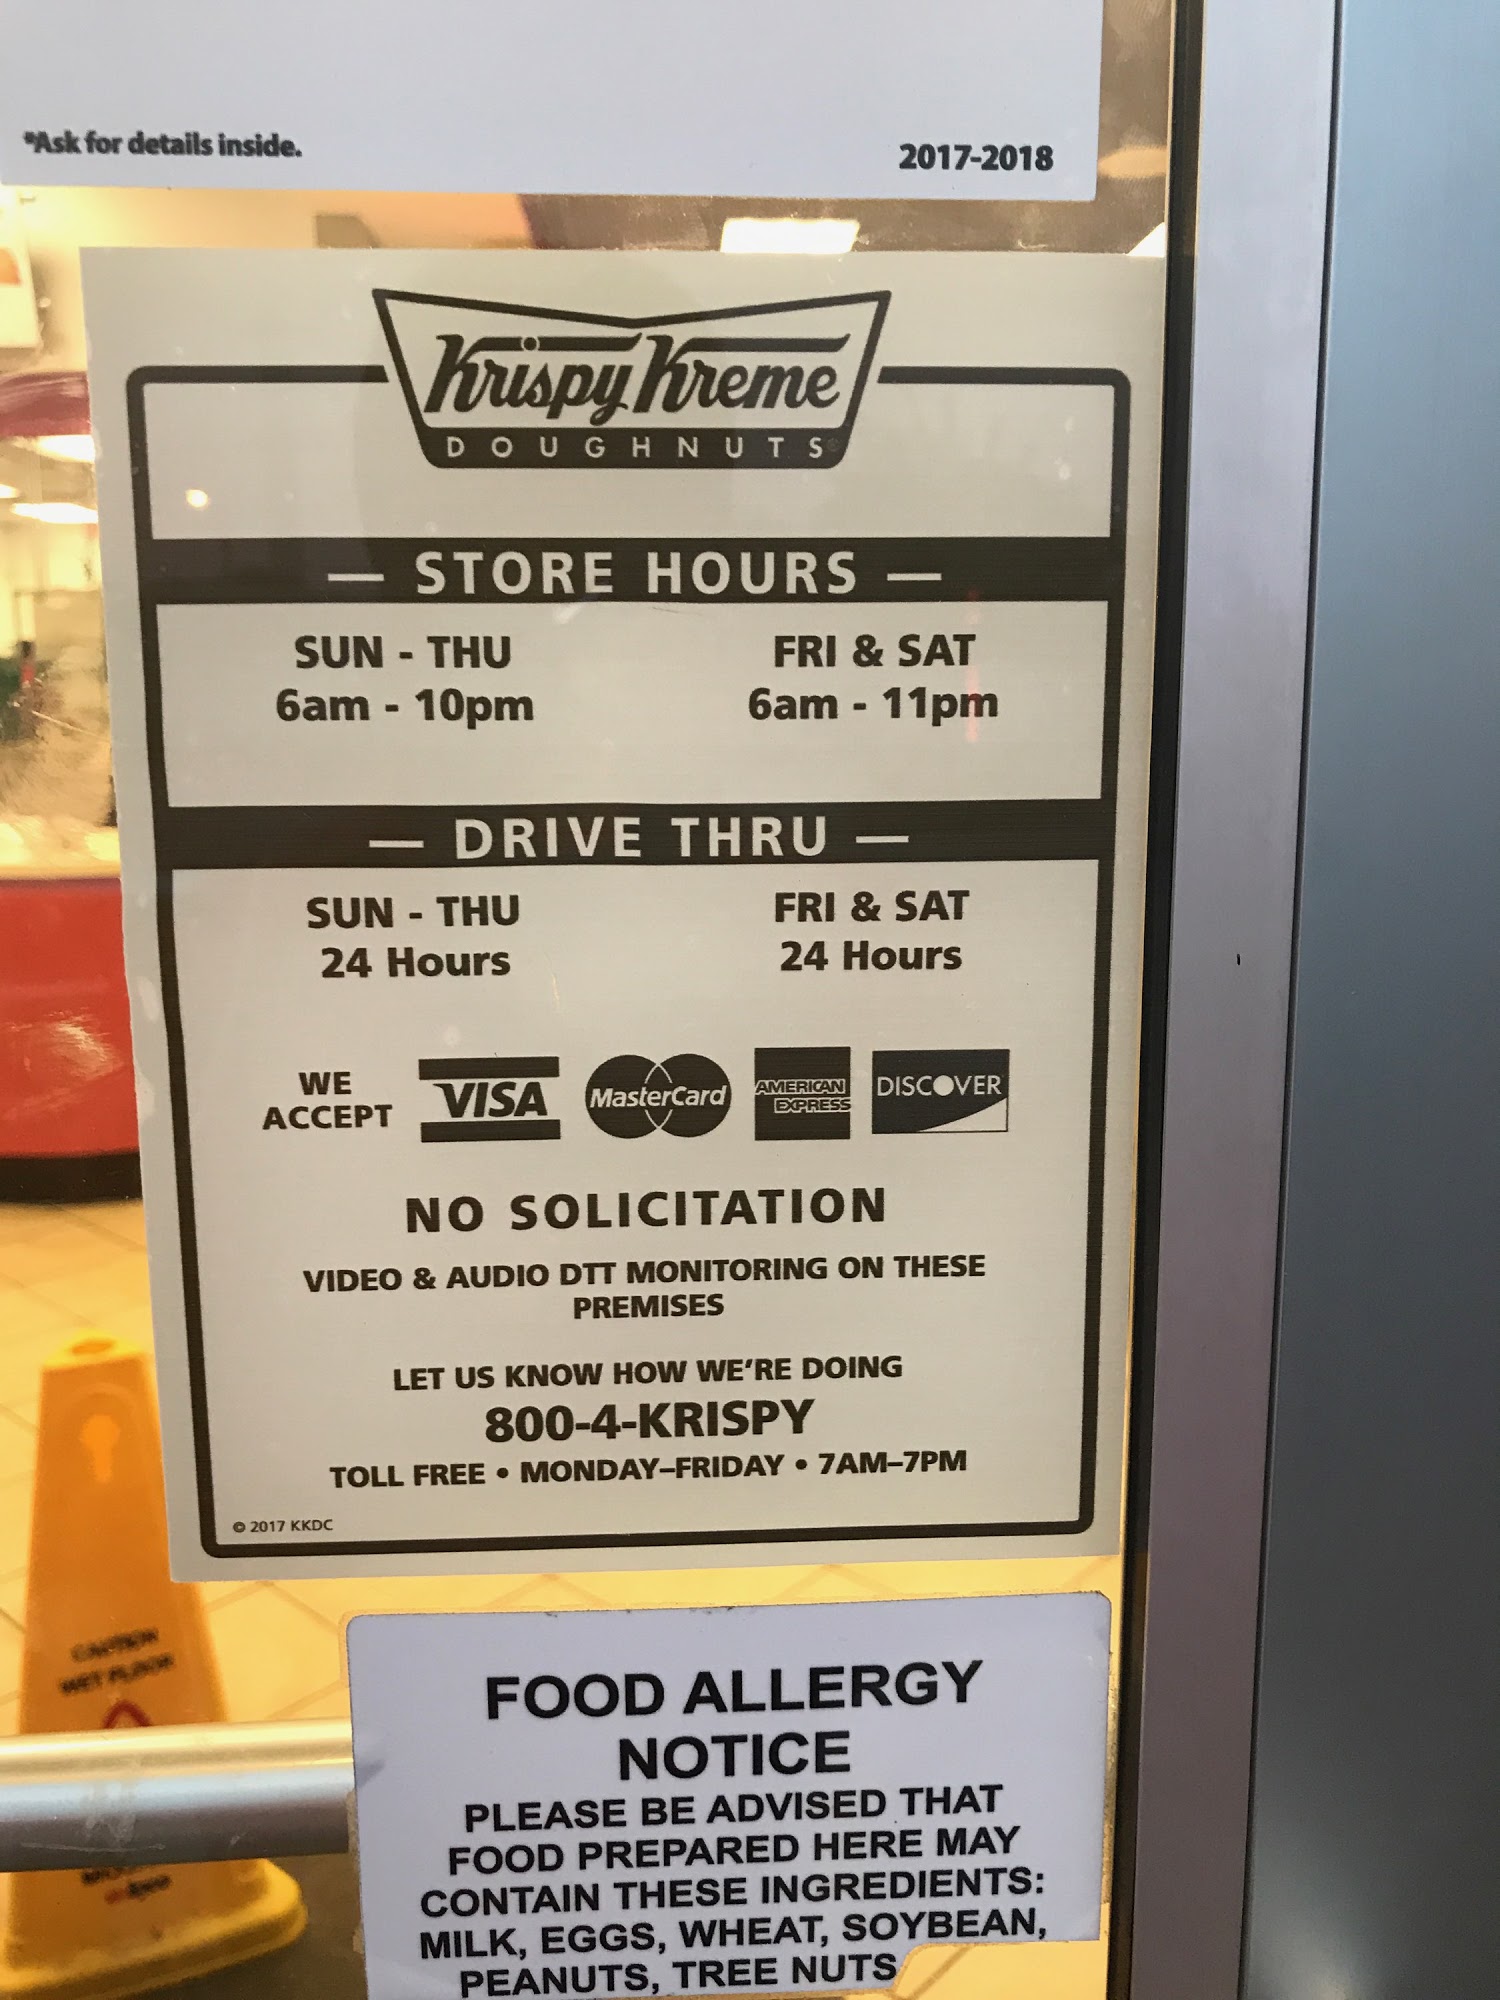 *Ask for details inside.
2017-2018
Krispy Kreme
DOUGHNUTS®
— STORE HOURS —
SUN - THU
6am - 10pm
FRI & SAT
6am - 11pm
— DRIVE THRU —
SUN - THU
24 Hours
FRI & SAT
24 Hours
WE
ACCEPT
VISA
MasterCard
AMERICAN
EXPRESS
DISCOVER
NO SOLICITATION
VIDEO & AUDIO DTT MONITORING ON THESE
PREMISES
LET US KNOW HOW WE'RE DOING
800-4-KRISPY
TOLL FREE • MONDAY–FRIDAY • 7AM–7PM
© 2017 KKDC
CAUTION
WET FLOOR
FOOD ALLERGY
NOTICE
PLEASE BE ADVISED THAT
FOOD PREPARED HERE MAY
CONTAIN THESE INGREDIENTS:
MILK, EGGS, WHEAT, SOYBEAN,
PEANUTS, TREE NUTS